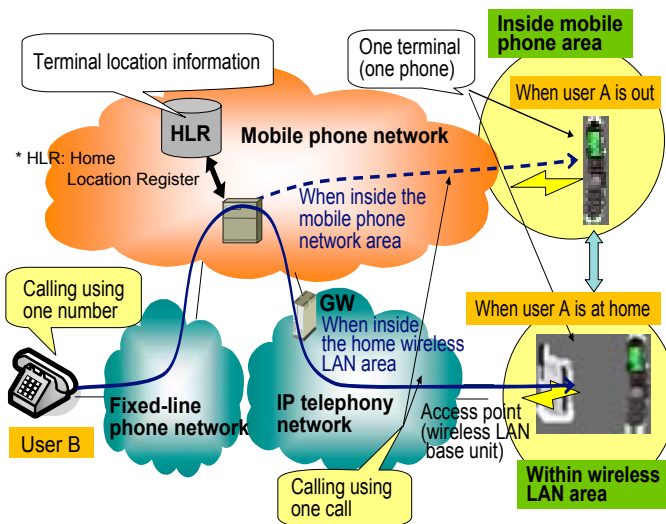 Inside mobile
phone area
One terminal
(one phone)
Terminal location information
When user A is out
HLR
Mobile phone network
* HLR: Home
Location Register
When inside the
mobile phone
network area
Calling using
one number
GW
When user A is at home
When inside
the home wireless
LAN area
Fixed-line
phone network
IP telephony
network
Access point
(wireless LAN
base unit)
User B
Calling using
one call
Within wireless
LAN area